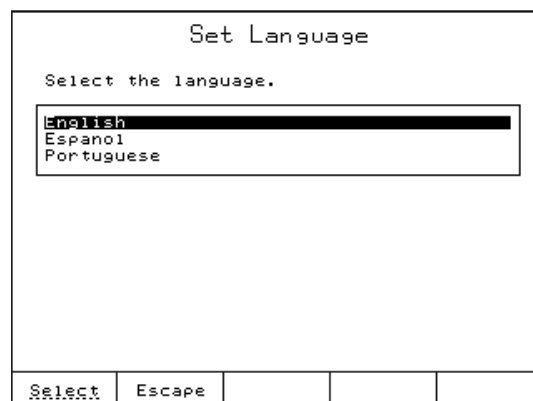 Set Language
Select the language.
English
Espanol
Portuguese
Select Escape